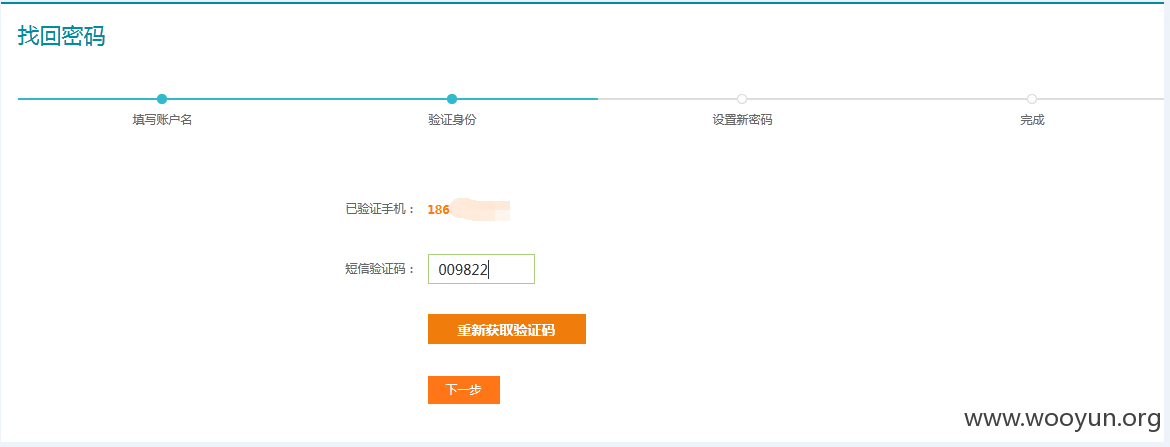 找回密码
填写账户名 验证身份 设置新密码 完成
已验证手机： 186
短信验证码： 009822
重新获取验证码
下一步
www.wooyun.org